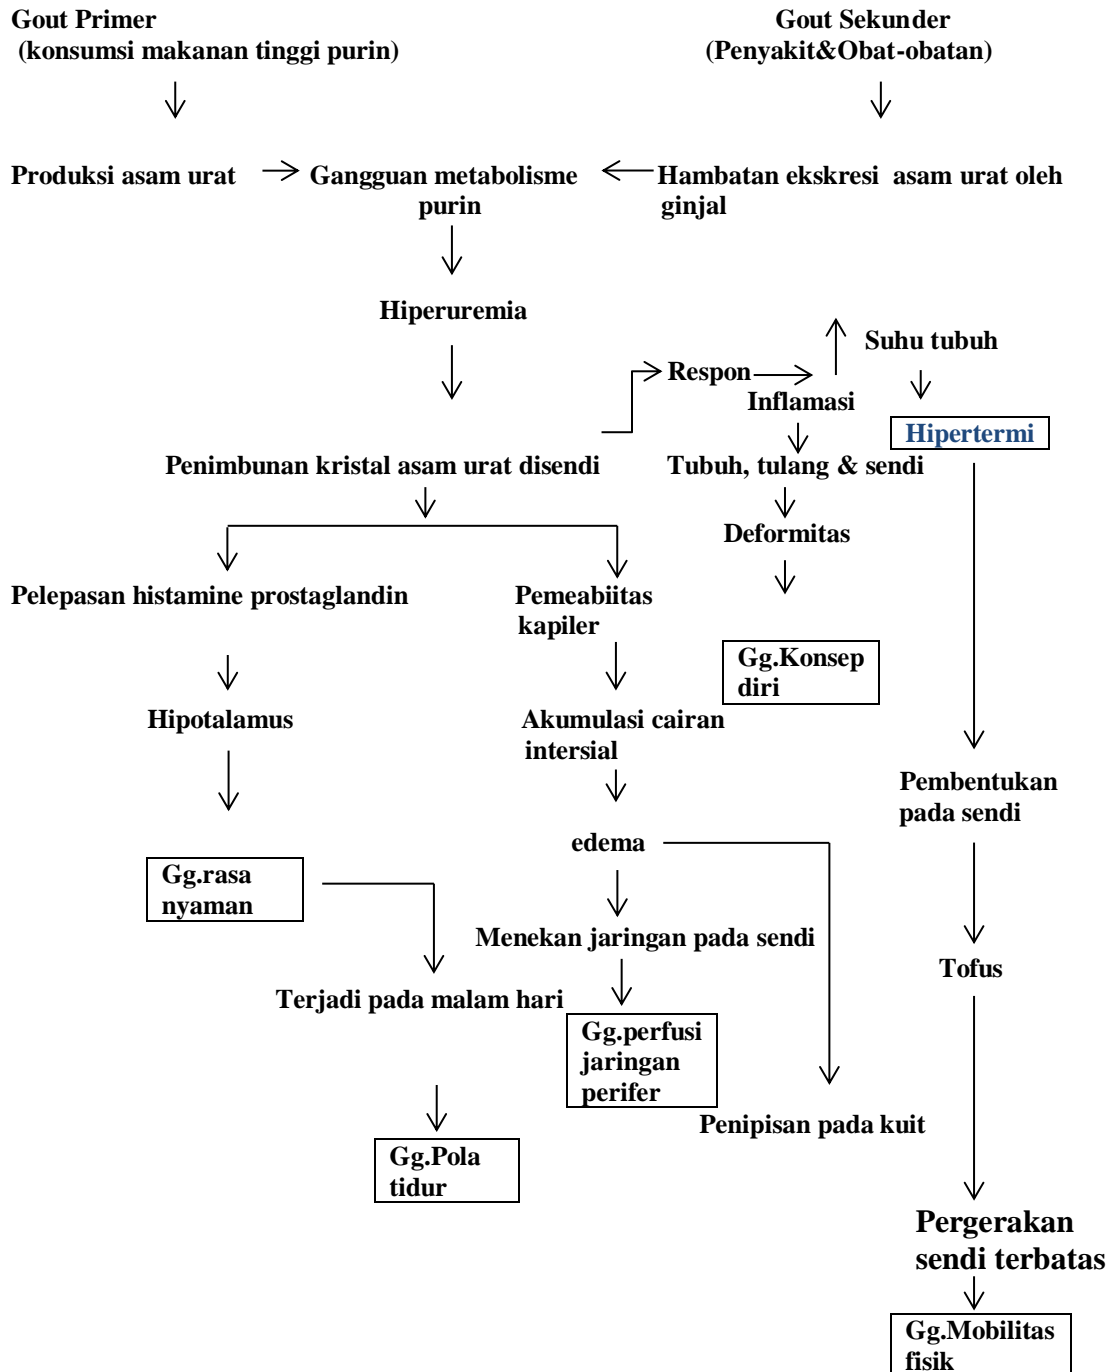 Gout Primer
(konsumsi makanan tinggi purin)
Gout Sekunder
(Penyakit&Obat-obatan)
Produksi asam urat
Gangguan metabolisme
purin
Hambatan ekskresi asam urat oleh
ginjal
Hiperuremia
Suhu tubuh
Respon
Inflamasi
Hipertermi
Penimbunan kristal asam urat disendi
Tubuh, tulang & sendi
Deformitas
Pelepasan histamine prostaglandin
Pemeabiitas
kapiler
Gg.Konsep
diri
Hipotalamus
Akumulasi cairan
intersial
Pembentukan
pada sendi
edema
Gg.rasa
nyaman
Menekan jaringan pada sendi
Tofus
Terjadi pada malam hari
Gg.perfusi
jaringan
perifer
Penipisan pada kuit
Gg.Pola
tidur
Pergerakan
sendi terbatas
Gg.Mobilitas
fisik